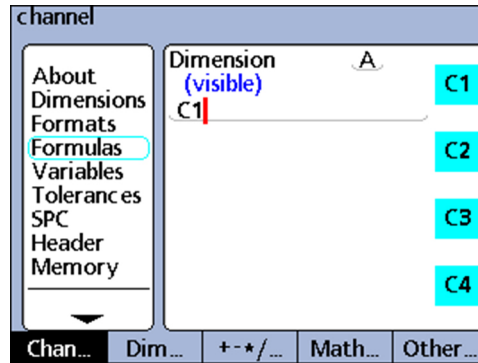 channel
About
Dimensions
Formats
Formulas
Variables
Tolerances
SPC
Header
Memory
Dimension A
(visible)
C1
C1
C2
C3
C4
Chan... Dim... +-*/... Math... Other...